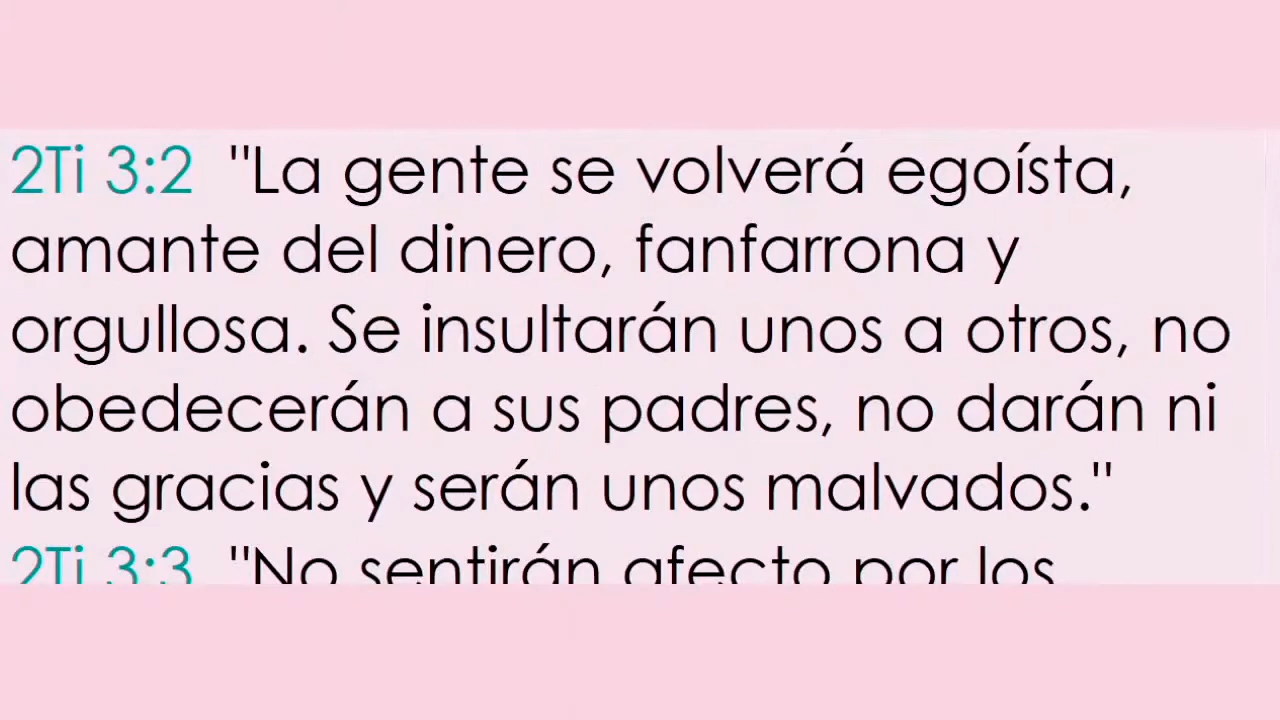 2Ti 3:2 "La gente se volverá egoísta,
amante del dinero, fanfarrona y
orgullosa. Se insultarán unos a otros, no
obedecerán a sus padres, no darán ni
las gracias y serán unos malvados."
2Ti 3:3 "No sentirán afecto por los